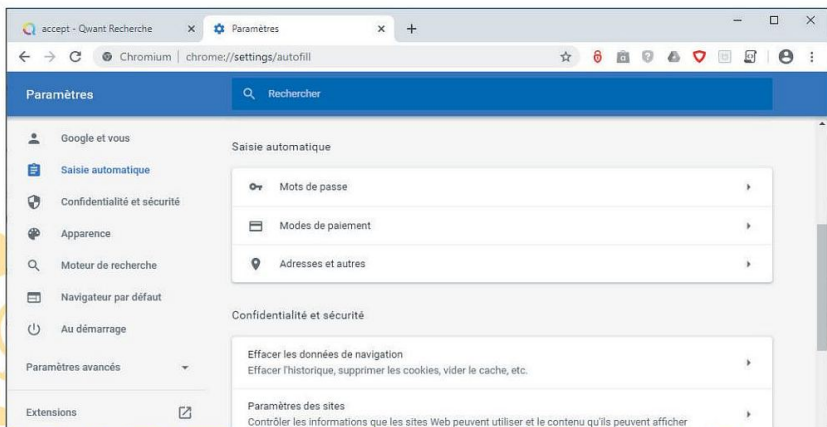 accept - Qwant Recherche
Paramètres
Chromium | chrome://settings/autofill
Paramètres
Rechercher
Google et vous
Saisie automatique
Confidentialité et sécurité
Apparence
Moteur de recherche
Navigateur par défaut
Au démarrage
Paramètres avancés
Extensions
Saisie automatique
Mots de passe
Modes de paiement
Adresses et autres
Confidentialité et sécurité
Effacer les données de navigation
Effacer l'historique, supprimer les cookies, vider le cache, etc.
Paramètres des sites
Contrôler les informations que les sites Web peuvent utiliser et le contenu qu'ils peuvent afficher